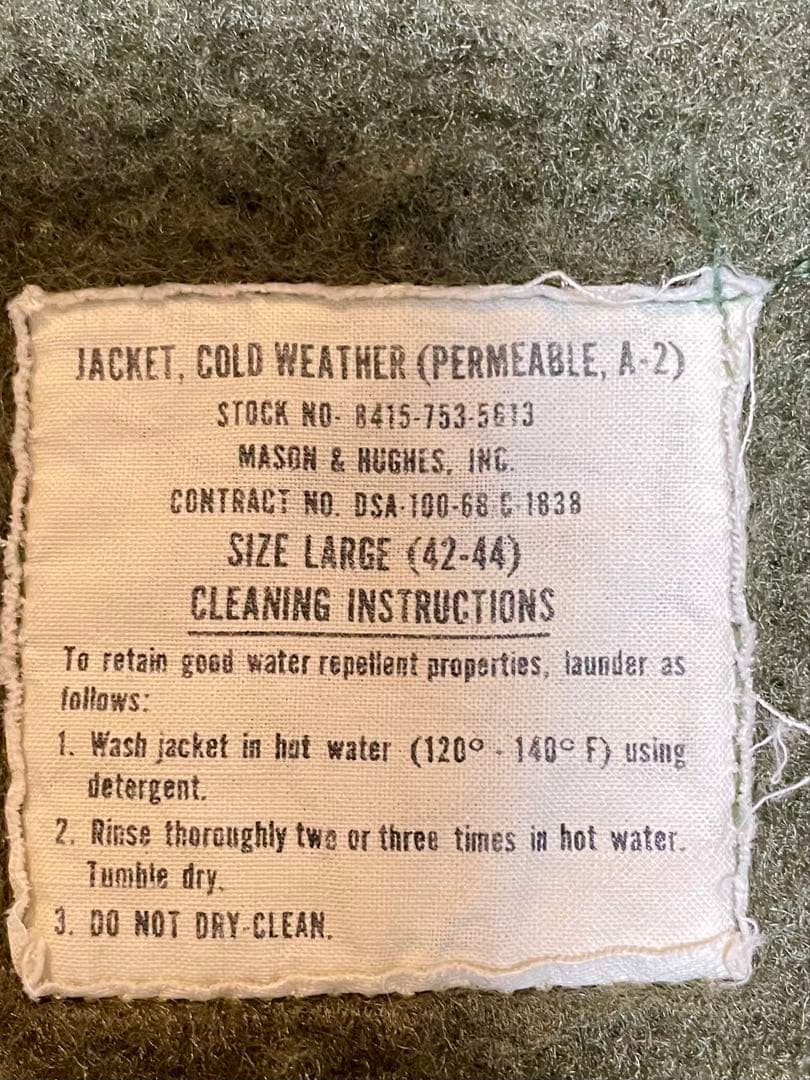 JACKET, COLD WEATHER (PERMEABLE, A-2)
STOCK NO- 8415-753-5613
MASON & HUGHES, INC.
CONTRACT NO. DSA-100-68-C-1838
SIZE LARGE (42-44)
CLEANING INSTRUCTIONS
To retain good water repellent properties, launder as
follows:
1. Wash jacket in hot water (120° - 140° F) using
detergent.
2. Rinse thoroughly two or three times in hot water.
Tumble dry.
3. DO NOT DRY-CLEAN.